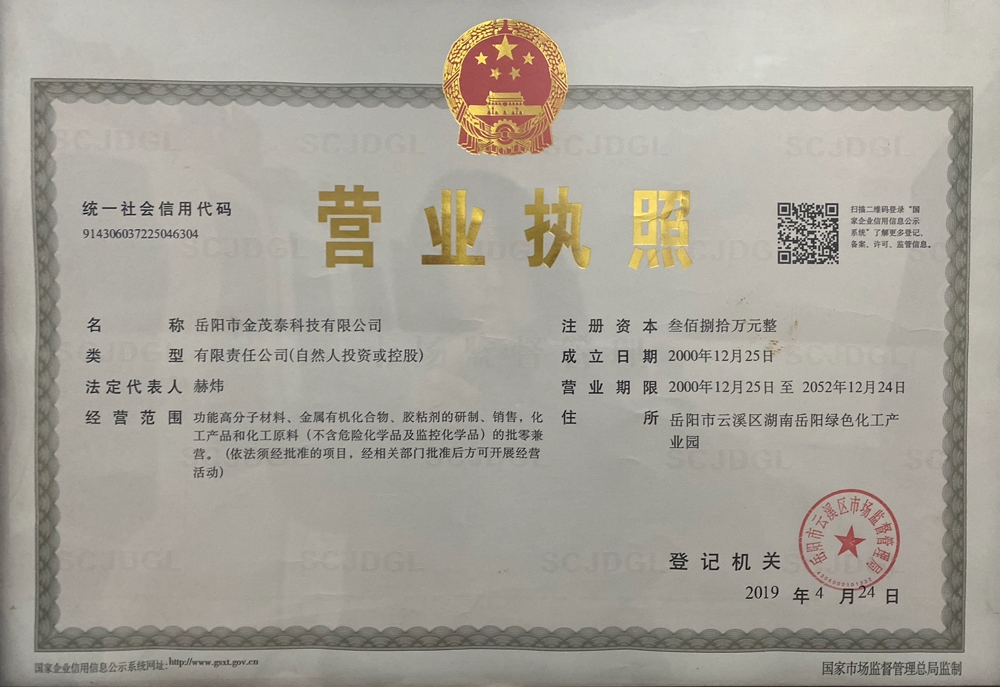 营业执照
统一社会信用代码
914306037225046304
扫描二维码登录“国
家企业信用信息公示
系统”了解更多登记、
备案、许可、监管信息。
名 称 岳阳市金茂泰科技有限公司
类 型 有限责任公司(自然人投资或控股)
法定代表人 赫炜
经营范围 功能高分子材料、金属有机化合物、胶粘剂的研制、销售，化
工产品和化工原料（不含危险化学品及监控化学品）的批零兼
营。（依法须经批准的项目，经相关部门批准后方可开展经营
活动）
注册资本 叁佰捌拾万元整
成立日期 2000年12月25日
营业期限 2000年12月25日 至 2052年12月24日
住 所 岳阳市云溪区湖南岳阳绿色化工产
业园
登记机关
岳阳市云溪区市场监督管理局
2019 年 4 月 24 日
国家企业信用信息公示系统网址:http://www.gsxt.gov.cn
国家市场监督管理总局监制
SCJDGL